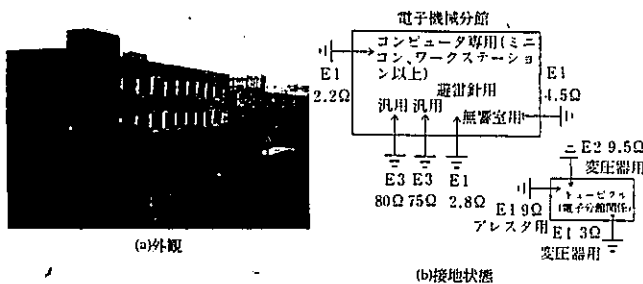 電子機械分館
コンピュータ専用(ミニ
コン、ワークステーショ
ン以上)
E1
2.2Ω
避雷針用
汎用 汎用
無響室用
E1
4.5Ω
E3 E3 E1
80Ω 75Ω 2.8Ω
E2 9.5Ω
変圧器用
キュービクル
(電子分館関係)
E1 9Ω
アレスタ用
E1 3Ω
変圧器用
(a)外観
(b)接地状態